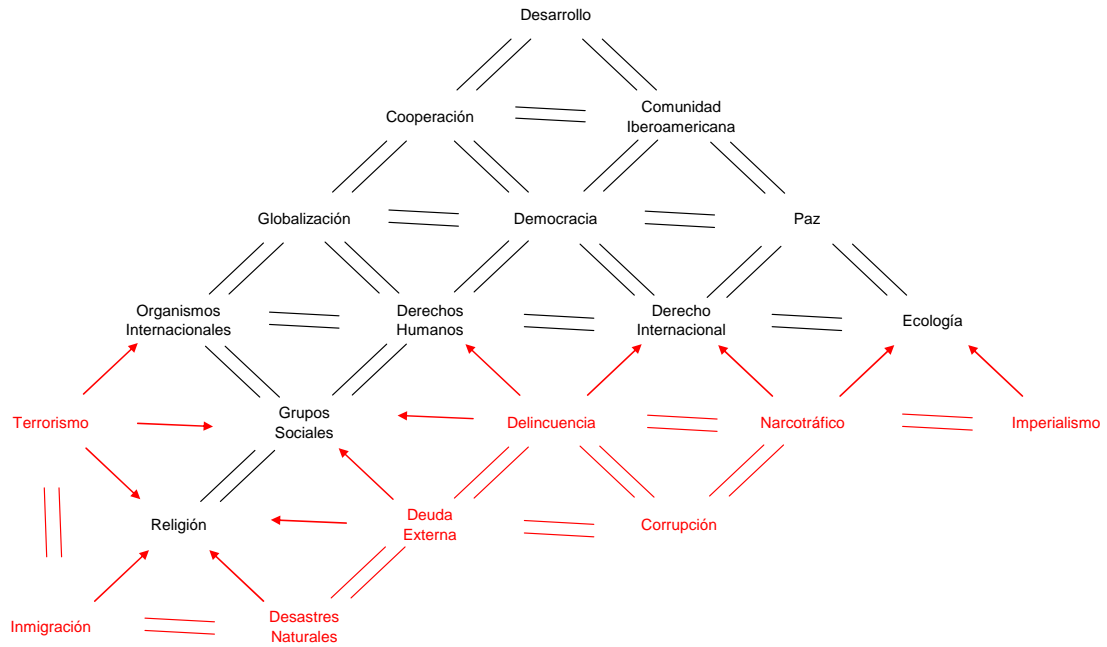 Desarrollo
Cooperación
Comunidad
Iberoamericana
Globalización
Democracia
Paz
Organismos
Internacionales
Derechos
Humanos
Derecho
Internacional
Ecología
Terrorismo
Grupos
Sociales
Delincuencia
Narcotráfico
Imperialismo
Religión
Deuda
Externa
Corrupción
Inmigración
Desastres
Naturales